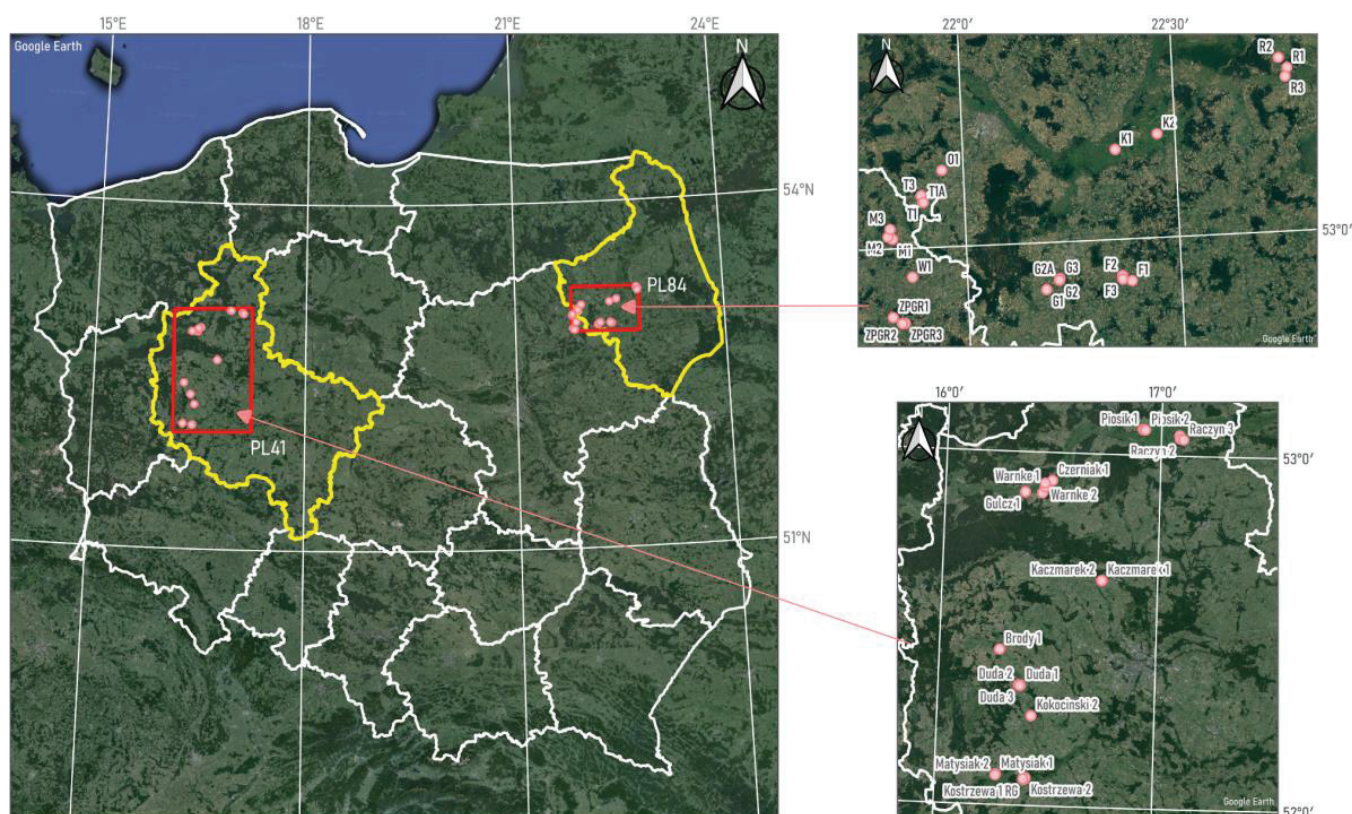 15°E
18°E
21°E
24°E
Google Earth
N
54°N
PL84
PL41
51°N
22°0'
22°30'
N
R2
R1
R3
K2
K1
O1
T3
T1A
T1
M3
M2
M1
53°0'
W1
G2A
G3
F2
F1
G2
F3
G1
ZPGR1
ZPGR2
ZPGR3
Google Earth
16°0'
17°0'
N
Piosik 1
Piosik 2
Raczyn 3
Raczyn 2
53°0'
Warnke 1
Czerniak 1
Warnke 2
Gulcz 1
Kaczmarek 2
Kaczmarek 1
Brody 1
Duda 2
Duda 1
Duda 3
Kokocinski 2
Matysiak 2
Matysiak 1
Kostrzewa 1 RG
Kostrzewa 2
Google Earth
52°0'